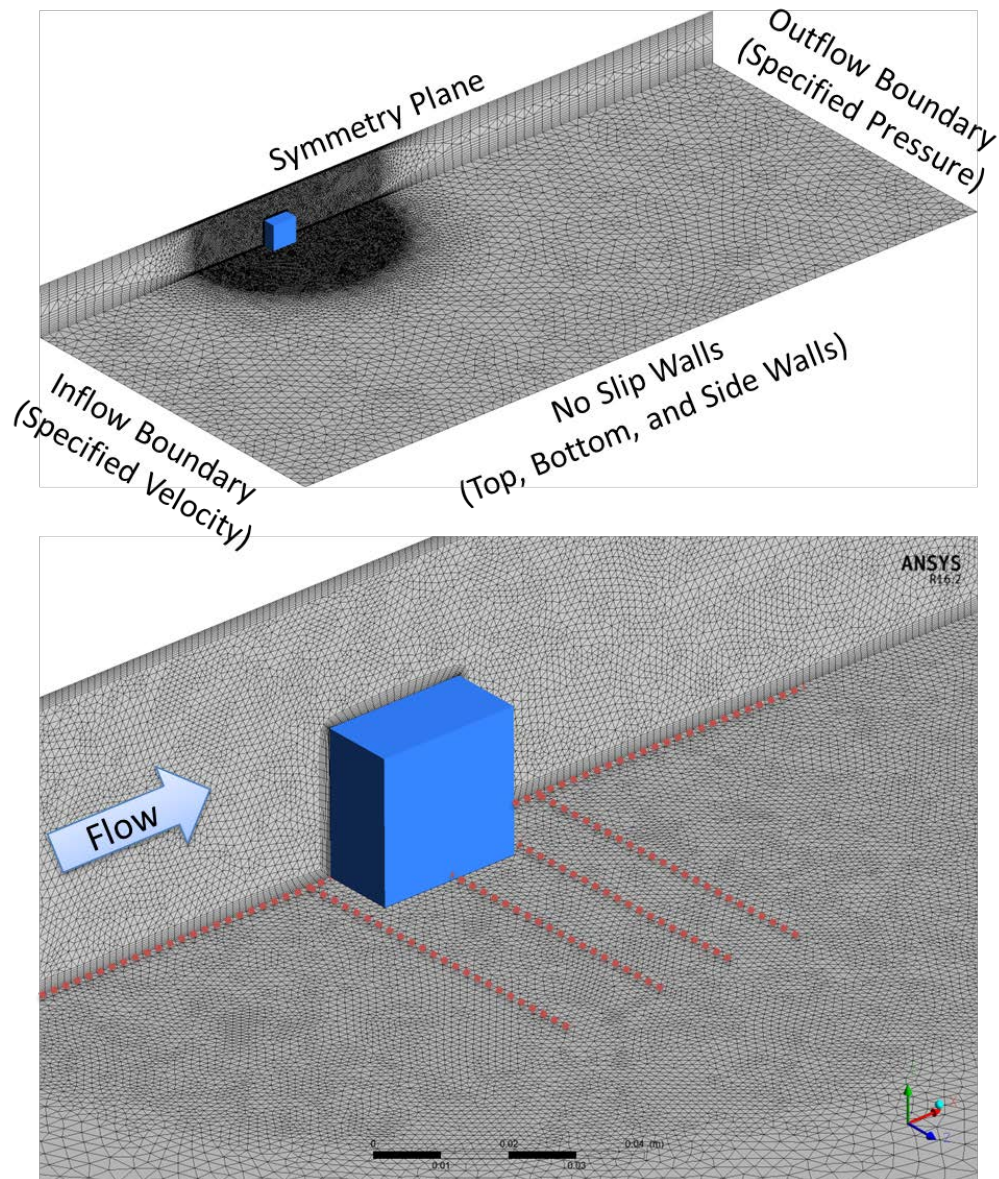 Outflow Boundary
(Specified Pressure)
Symmetry Plane
Inflow Boundary
(Specified Velocity)
No Slip Walls
(Top, Bottom, and Side Walls)
ANSYS
R16.2
Flow
0 0.02 0.04 (m)
0.01 0.03